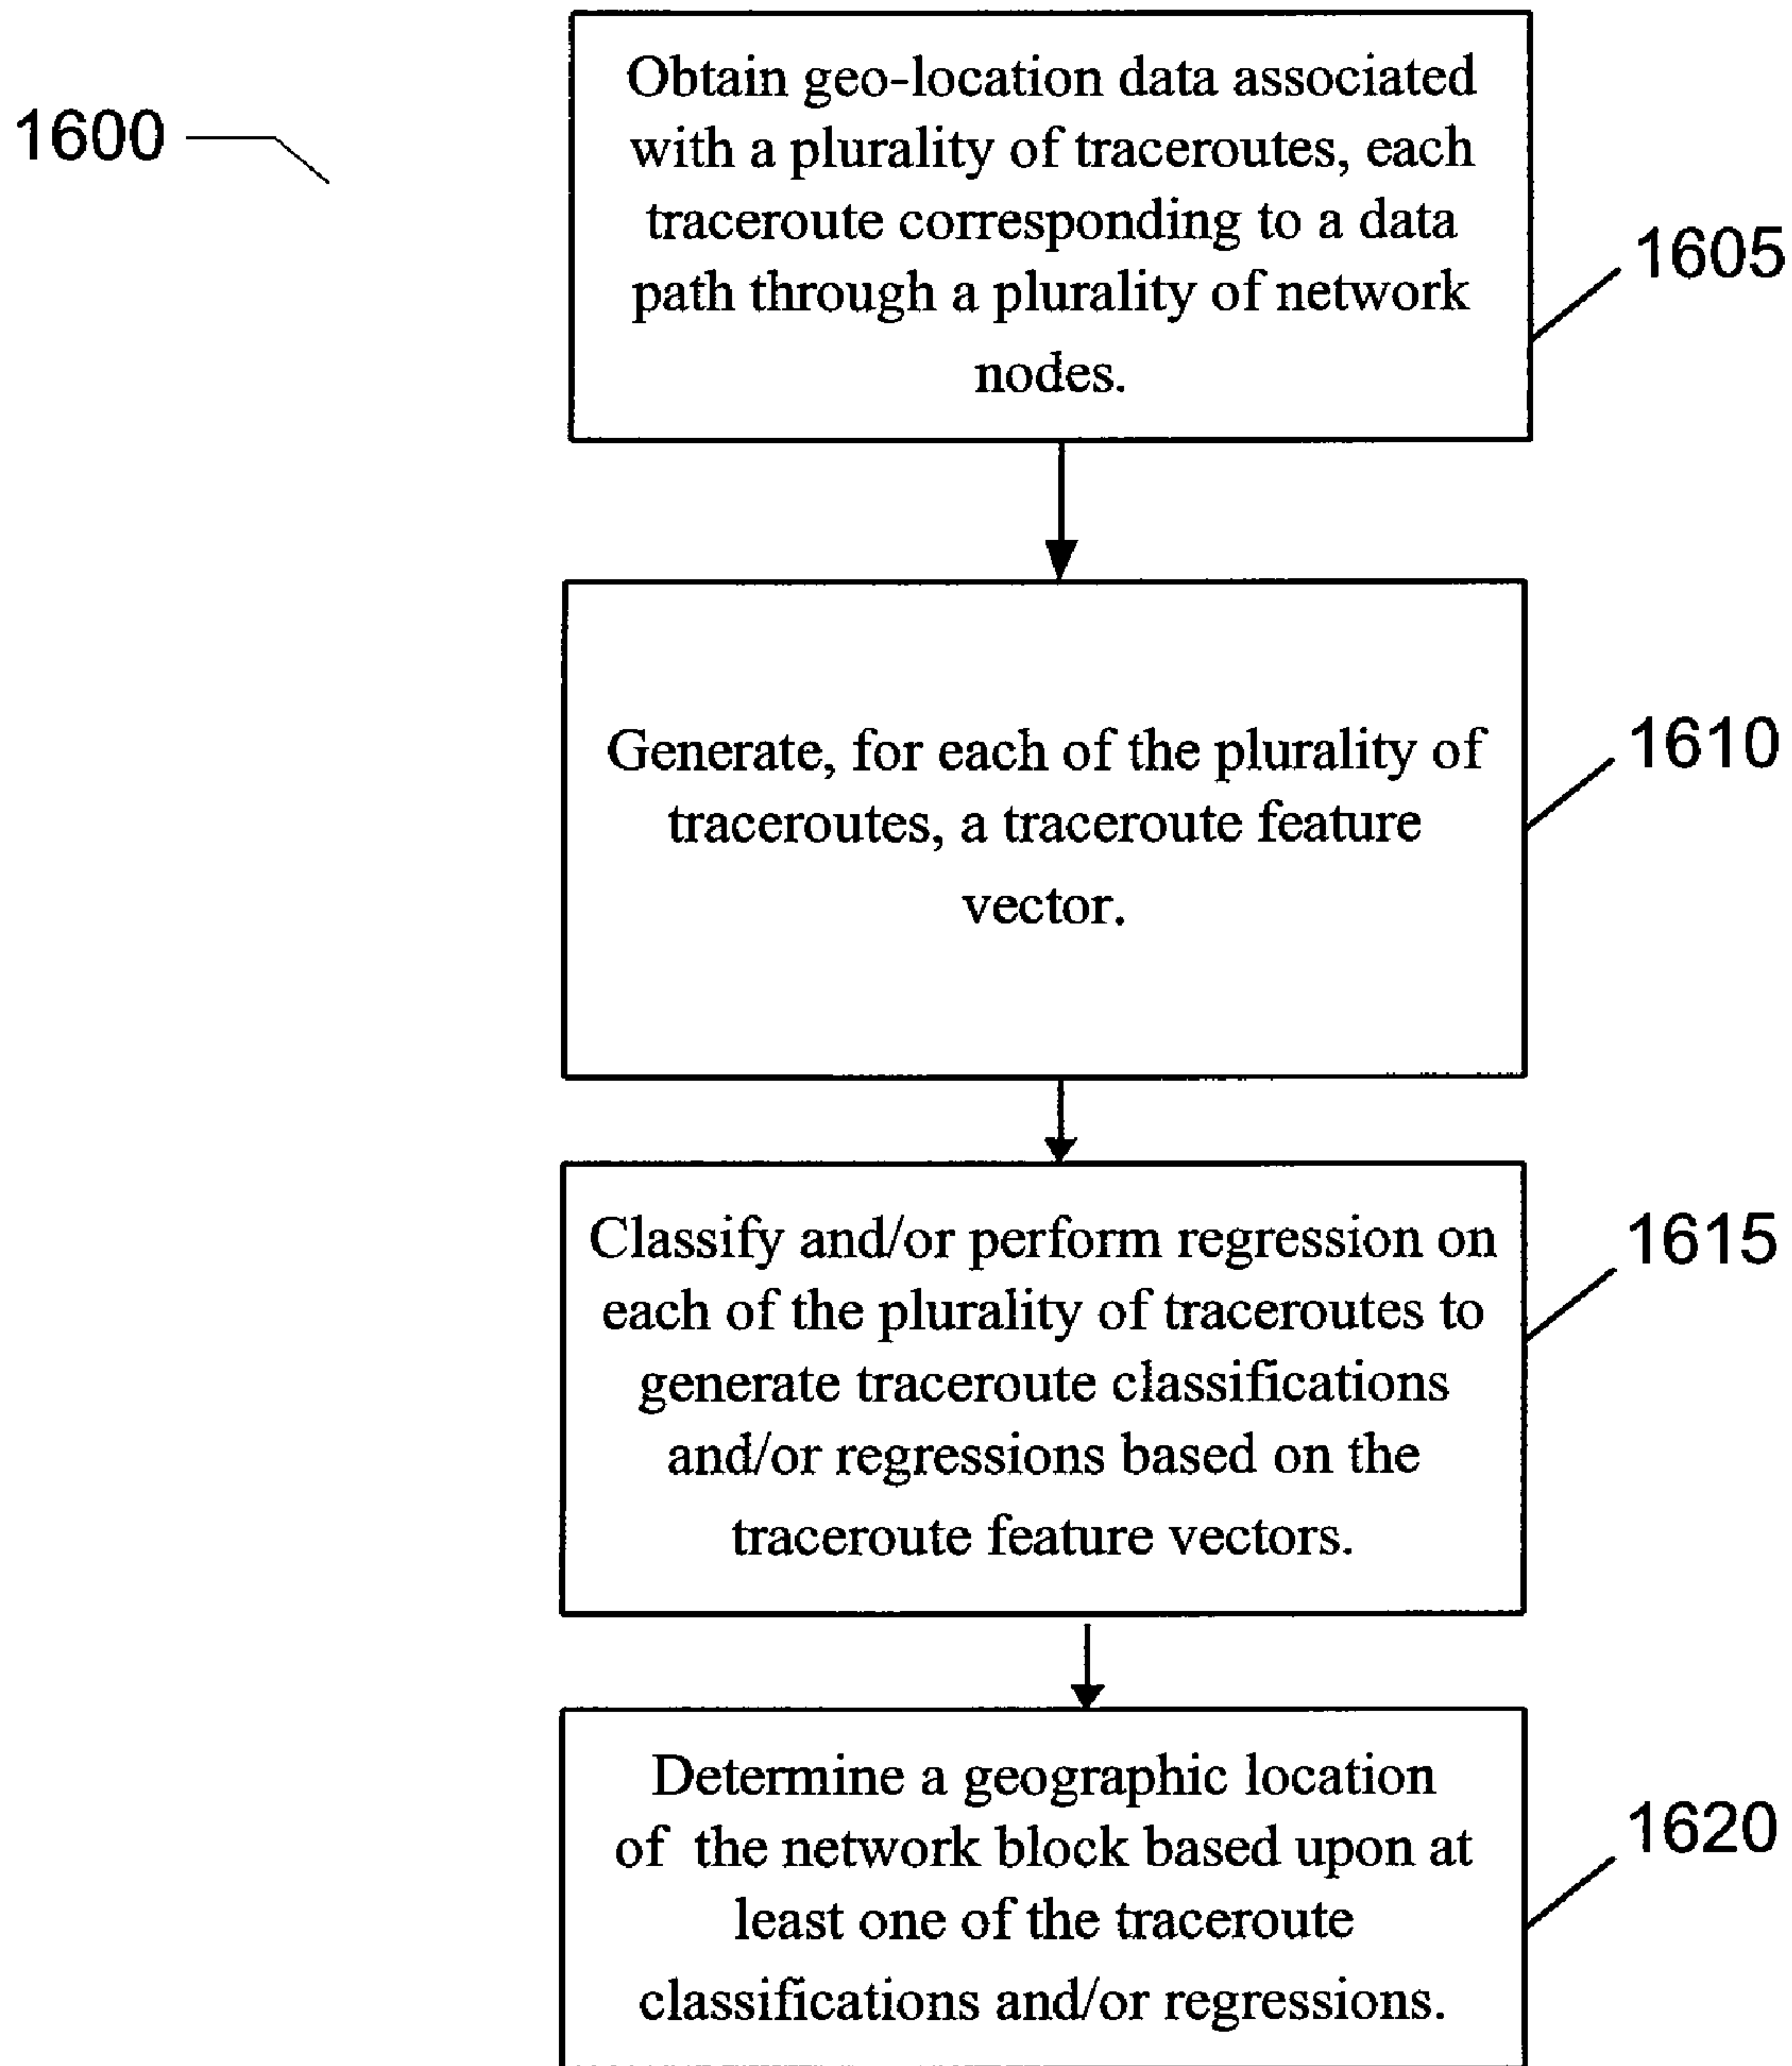 1600
Obtain geo-location data associated
with a plurality of traceroutes, each
traceroute corresponding to a data
path through a plurality of network
nodes.
1605
Generate, for each of the plurality of
traceroutes, a traceroute feature
vector.
1610
Classify and/or perform regression on
each of the plurality of traceroutes to
generate traceroute classifications
and/or regressions based on the
traceroute feature vectors.
1615
Determine a geographic location
of the network block based upon at
least one of the traceroute
classifications and/or regressions.
1620